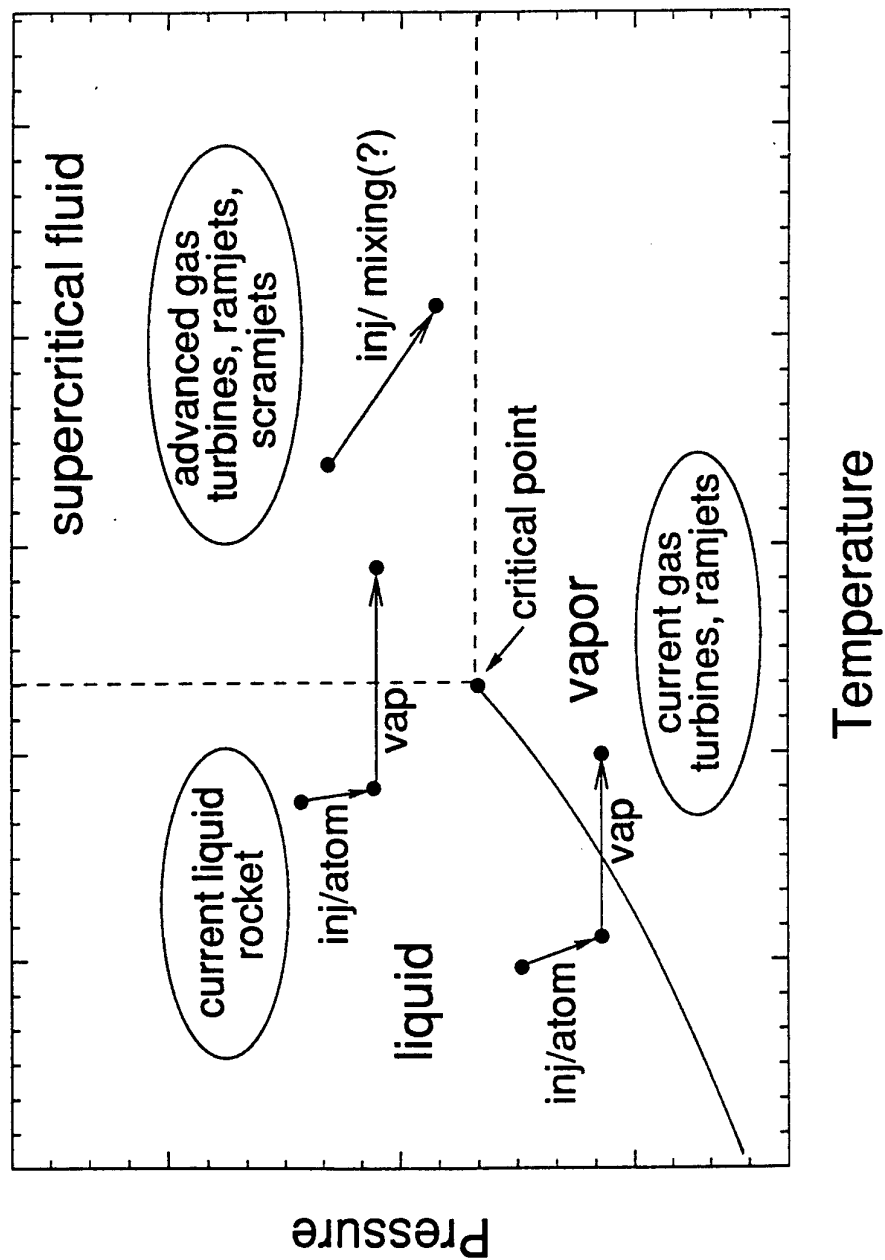 supercritical fluid
advanced gas
turbines, ramjets,
scramjets
inj/ mixing(?)
current liquid
rocket
inj/atom
vap
liquid
critical point
vapor
inj/atom
vap
current gas
turbines, ramjets
Pressure
Temperature